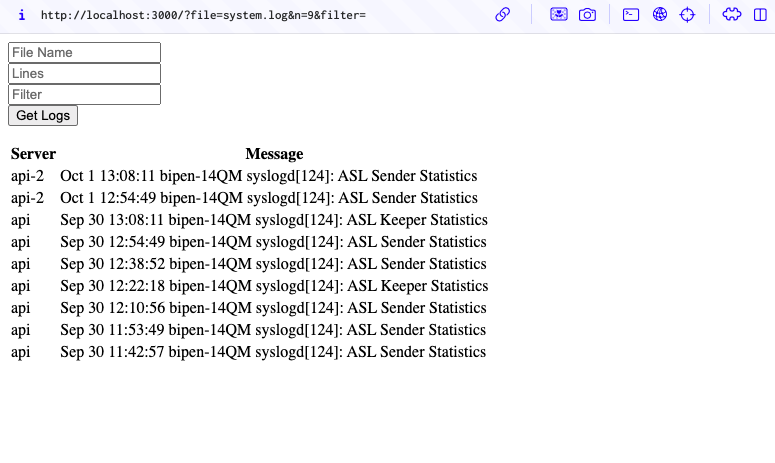 i http://localhost:3000/?file=system.log&n=9&filter=
File Name
Lines
Filter
Get Logs
Server Message
api-2 Oct 1 13:08:11 bipen-14QM syslogd[124]: ASL Sender Statistics
api-2 Oct 1 12:54:49 bipen-14QM syslogd[124]: ASL Sender Statistics
api Sep 30 13:08:11 bipen-14QM syslogd[124]: ASL Keeper Statistics
api Sep 30 12:54:49 bipen-14QM syslogd[124]: ASL Sender Statistics
api Sep 30 12:38:52 bipen-14QM syslogd[124]: ASL Sender Statistics
api Sep 30 12:22:18 bipen-14QM syslogd[124]: ASL Keeper Statistics
api Sep 30 12:10:56 bipen-14QM syslogd[124]: ASL Sender Statistics
api Sep 30 11:53:49 bipen-14QM syslogd[124]: ASL Sender Statistics
api Sep 30 11:42:57 bipen-14QM syslogd[124]: ASL Sender Statistics